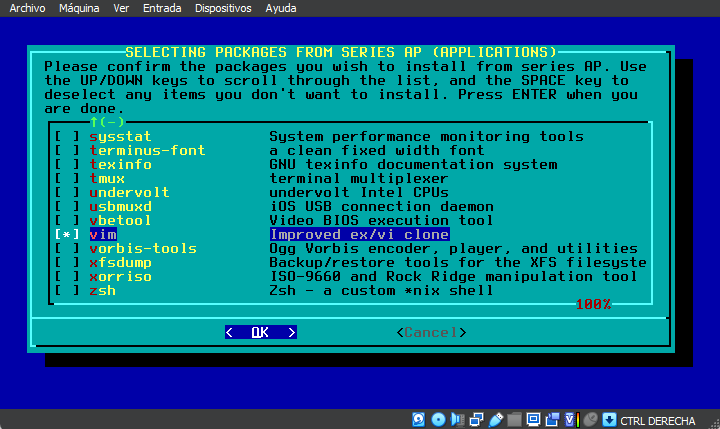 Archivo Máquina Ver Entrada Dispositivos Ayuda
SELECTING PACKAGES FROM SERIES AP (APPLICATIONS)
Please confirm the packages you wish to install from series AP. Use
the UP/DOWN keys to scroll through the list, and the SPACE key to
deselect any items you don't want to install. Press ENTER when you
are done.
↑(-)
[ ] sysstat System performance monitoring tools
[ ] terminus-font a clean fixed width font
[ ] texinfo GNU texinfo documentation system
[ ] tmux terminal multiplexer
[ ] undervolt undervolt Intel CPUs
[ ] usbmuxd iOS USB connection daemon
[ ] vbetool Video BIOS execution tool
[*] vim Improved ex/vi clone
[ ] vorbis-tools Ogg Vorbis encoder, player, and utilities
[ ] xfsdump Backup/restore tools for the XFS filesyste
[ ] xorriso ISO-9660 and Rock Ridge manipulation tool
[ ] zsh Zsh - a custom *nix shell
100%
< OK > <Cancel>
CTRL DERECHA